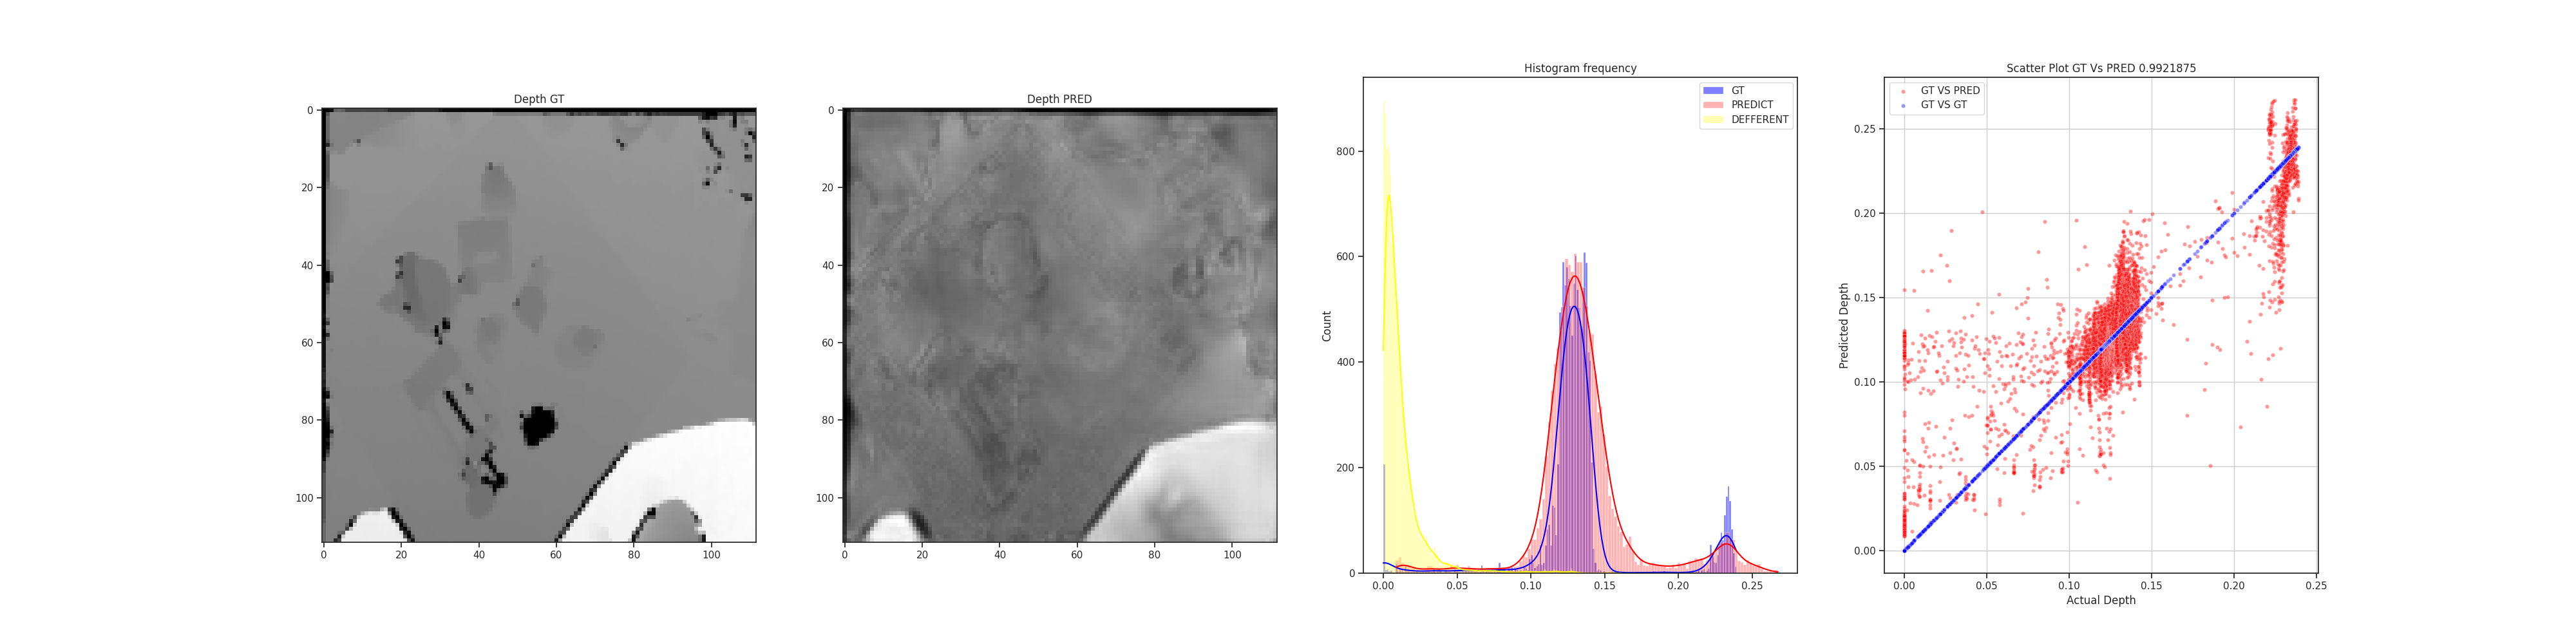 Depth GT
0
20
40
60
80
100
0 20 40 60 80 100
Depth PRED
0
20
40
60
80
100
0 20 40 60 80 100
Histogram frequency
GT
PREDICT
DEFFERENT
Count
800
600
400
200
0
0.00 0.05 0.10 0.15 0.20 0.25
Scatter Plot GT Vs PRED 0.9921875
GT VS PRED
GT VS GT
Predicted Depth
0.25
0.20
0.15
0.10
0.05
0.00
0.00 0.05 0.10 0.15 0.20 0.25
Actual Depth